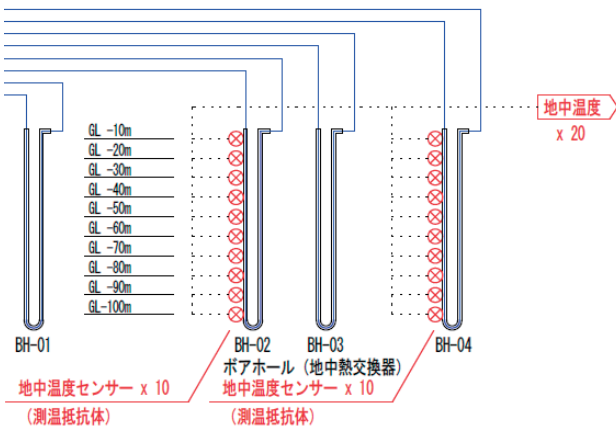 地中温度
x 20
GL -10m
GL -20m
GL -30m
GL -40m
GL -50m
GL -60m
GL -70m
GL -80m
GL -90m
GL-100m
BH-01
BH-02
BH-03
BH-04
ボアホール（地中熱交換器）
地中温度センサー x 10
（測温抵抗体）
地中温度センサー x 10
（測温抵抗体）